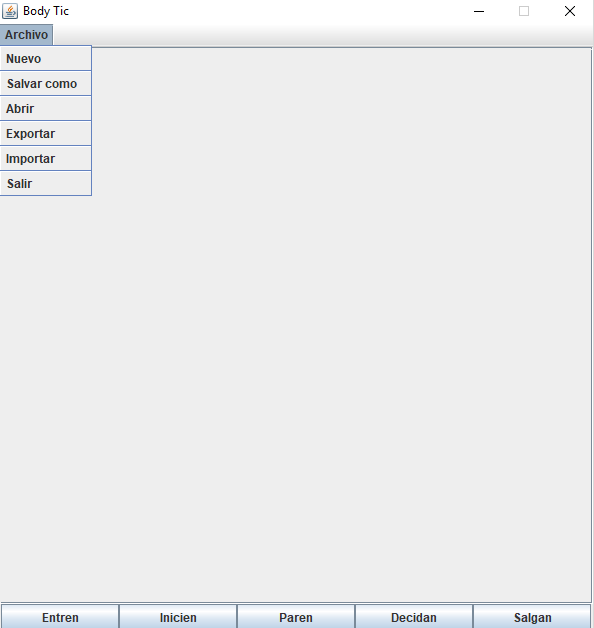 Body Tic
Archivo
Nuevo
Salvar como
Abrir
Exportar
Importar
Salir
Entren Inicien Paren Decidan Salgan